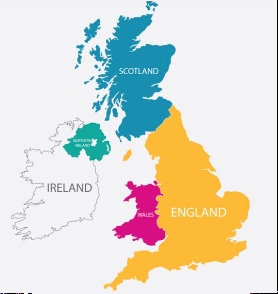 SCOTLAND
NORTHERN
IRELAND
IRELAND
WALES
ENGLAND